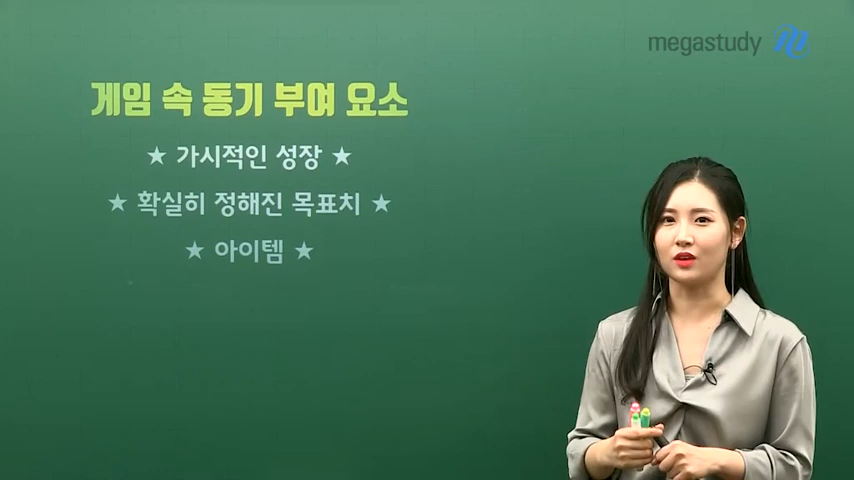 megastudy
게임 속 동기 부여 요소
★ 가시적인 성장 ★
★ 확실히 정해진 목표치 ★
★ 아이템 ★